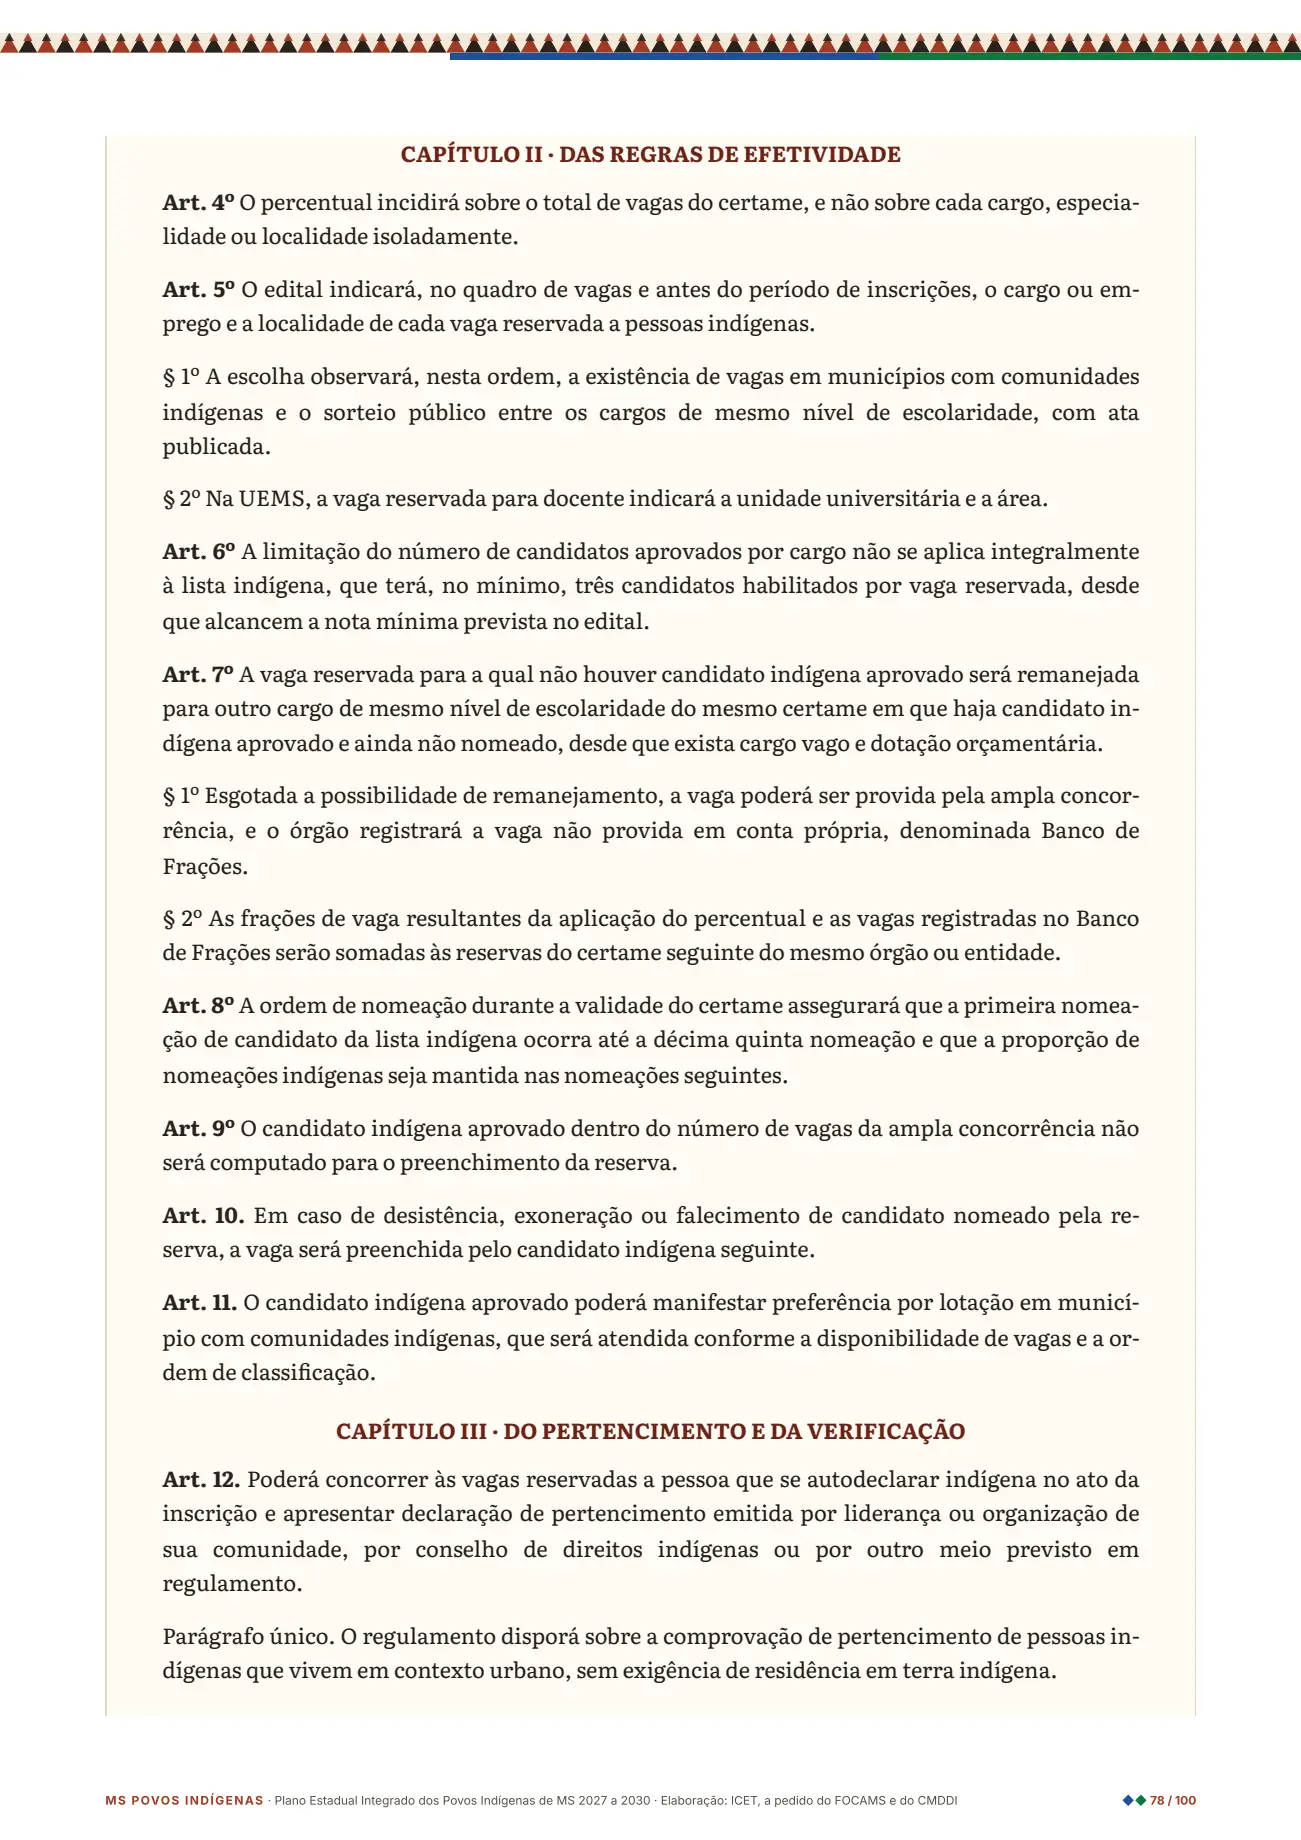 CAPÍTULO II · DAS REGRAS DE EFETIVIDADE
Art. 4º O percentual incidirá sobre o total de vagas do certame, e não sobre cada cargo, especia-
lidade ou localidade isoladamente.
Art. 5º O edital indicará, no quadro de vagas e antes do período de inscrições, o cargo ou em-
prego e a localidade de cada vaga reservada a pessoas indígenas.
§ 1º A escolha observará, nesta ordem, a existência de vagas em municípios com comunidades
indígenas e o sorteio público entre os cargos de mesmo nível de escolaridade, com ata
publicada.
§ 2º Na UEMS, a vaga reservada para docente indicará a unidade universitária e a área.
Art. 6º A limitação do número de candidatos aprovados por cargo não se aplica integralmente
à lista indígena, que terá, no mínimo, três candidatos habilitados por vaga reservada, desde
que alcancem a nota mínima prevista no edital.
Art. 7º A vaga reservada para a qual não houver candidato indígena aprovado será remanejada
para outro cargo de mesmo nível de escolaridade do mesmo certame em que haja candidato in-
dígena aprovado e ainda não nomeado, desde que exista cargo vago e dotação orçamentária.
§ 1º Esgotada a possibilidade de remanejamento, a vaga poderá ser provida pela ampla concor-
rência, e o órgão registrará a vaga não provida em conta própria, denominada Banco de
Frações.
§ 2º As frações de vaga resultantes da aplicação do percentual e as vagas registradas no Banco
de Frações serão somadas às reservas do certame seguinte do mesmo órgão ou entidade.
Art. 8º A ordem de nomeação durante a validade do certame assegurará que a primeira nomea-
ção de candidato da lista indígena ocorra até a décima quinta nomeação e que a proporção de
nomeações indígenas seja mantida nas nomeações seguintes.
Art. 9º O candidato indígena aprovado dentro do número de vagas da ampla concorrência não
será computado para o preenchimento da reserva.
Art. 10. Em caso de desistência, exoneração ou falecimento de candidato nomeado pela re-
serva, a vaga será preenchida pelo candidato indígena seguinte.
Art. 11. O candidato indígena aprovado poderá manifestar preferência por lotação em municí-
pio com comunidades indígenas, que será atendida conforme a disponibilidade de vagas e a or-
dem de classificação.
CAPÍTULO III · DO PERTENCIMENTO E DA VERIFICAÇÃO
Art. 12. Poderá concorrer às vagas reservadas a pessoa que se autodeclarar indígena no ato da
inscrição e apresentar declaração de pertencimento emitida por liderança ou organização de
sua comunidade, por conselho de direitos indígenas ou por outro meio previsto em
regulamento.
Parágrafo único. O regulamento disporá sobre a comprovação de pertencimento de pessoas in-
dígenas que vivem em contexto urbano, sem exigência de residência em terra indígena.
MS POVOS INDÍGENAS · Plano Estadual Integrado dos Povos Indígenas de MS 2027 a 2030 · Elaboração: ICET, a pedido do FOCAMS e do CMDDI
78 / 100